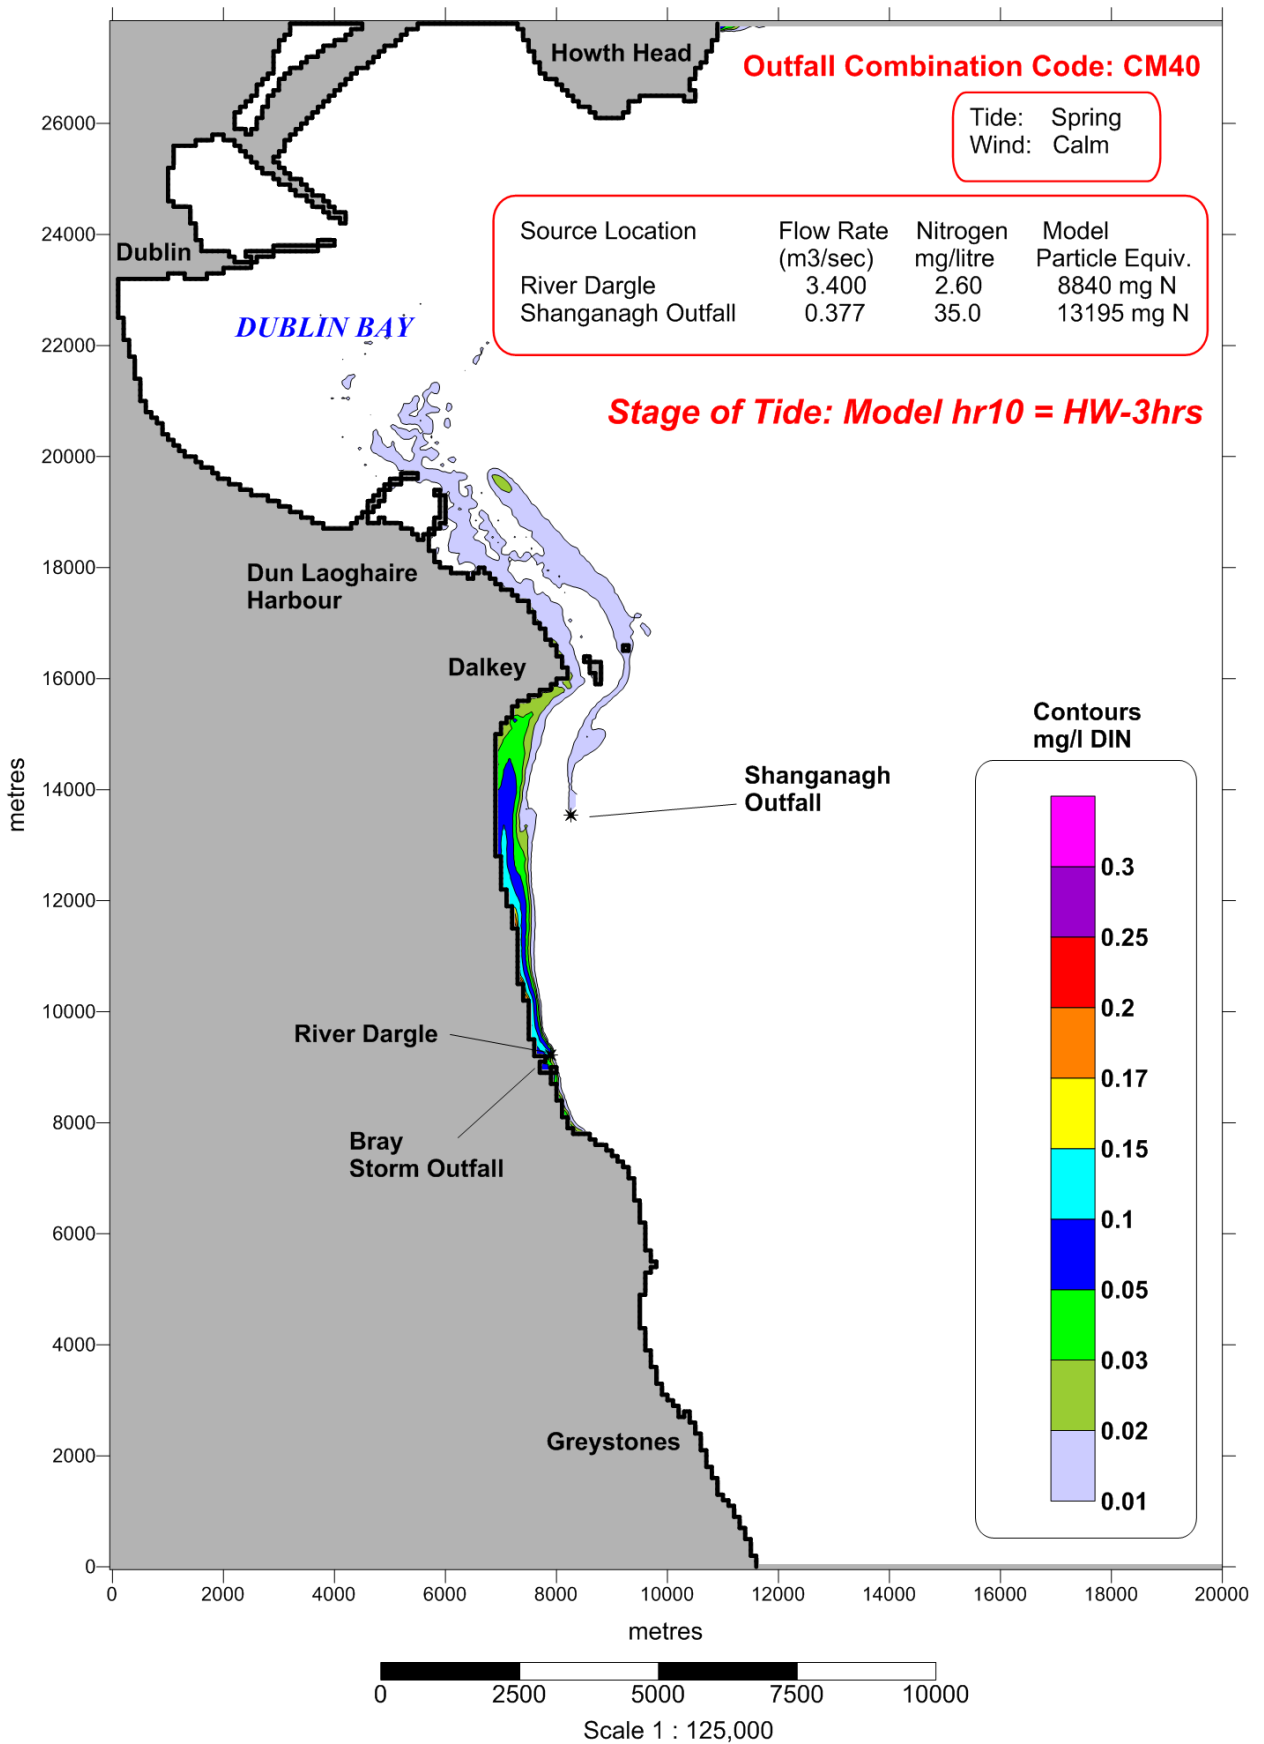 Howth Head
Outfall Combination Code: CM40
Tide: Spring
Wind: Calm
Source Location Flow Rate Nitrogen Model
(m3/sec) mg/litre Particle Equiv.
River Dargle 3.400 2.60 8840 mg N
Shanganagh Outfall 0.377 35.0 13195 mg N
Stage of Tide: Model hr10 = HW-3hrs
Dublin
DUBLIN BAY
Dun Laoghaire
Harbour
Dalkey
Shanganagh
Outfall
River Dargle
Bray
Storm Outfall
Greystones
Contours
mg/l DIN
0.3
0.25
0.2
0.17
0.15
0.1
0.05
0.03
0.02
0.01
metres
26000
24000
22000
20000
18000
16000
14000
12000
10000
8000
6000
4000
2000
0
0 2000 4000 6000 8000 10000 12000 14000 16000 18000 20000
metres
0 2500 5000 7500 10000
Scale 1 : 125,000